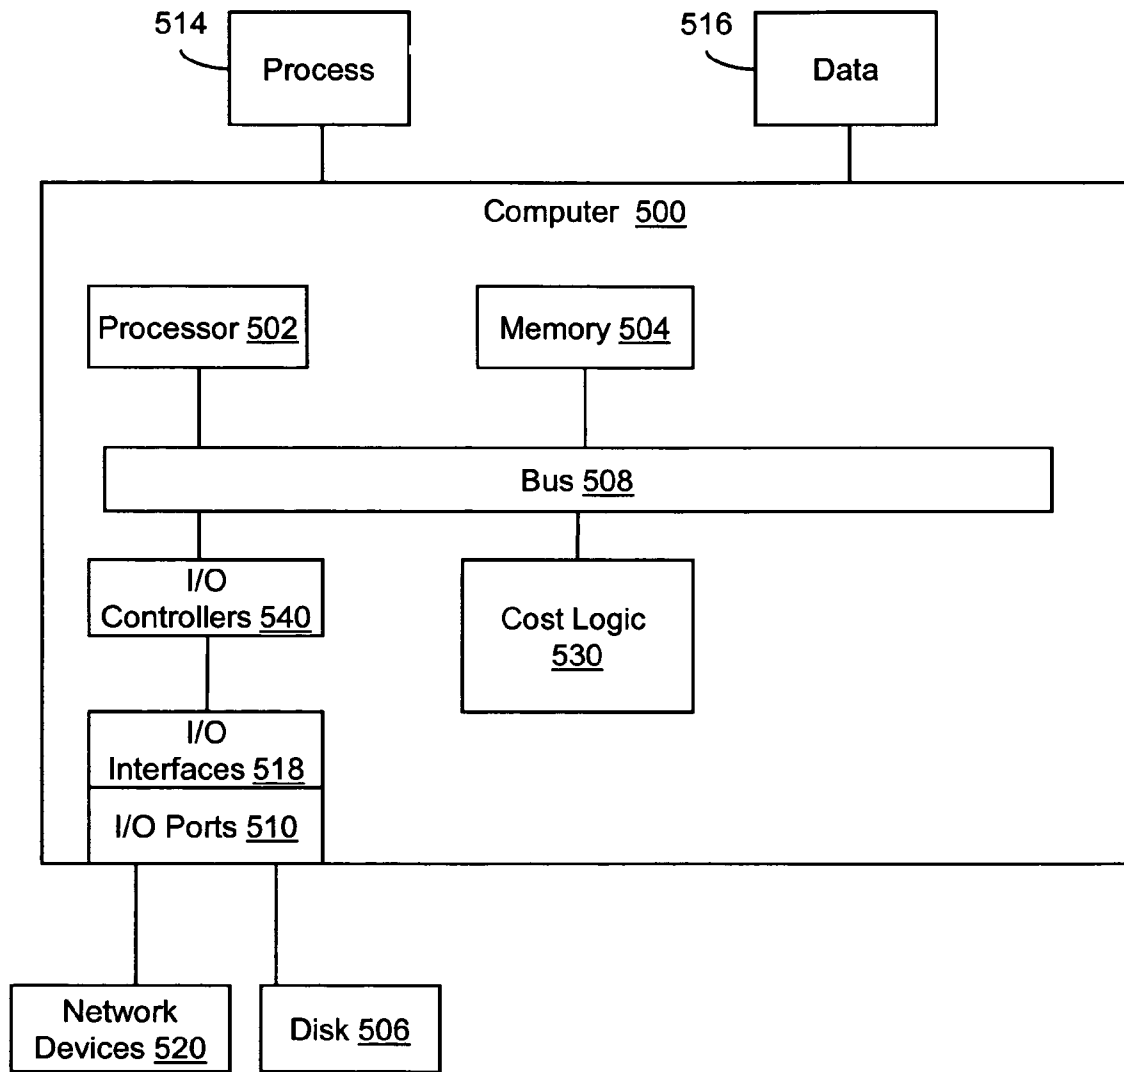 514
Process
516
Data
Computer 500
Processor 502
Memory 504
Bus 508
I/O
Controllers 540
Cost Logic
530
I/O
Interfaces 518
I/O Ports 510
Network
Devices 520
Disk 506